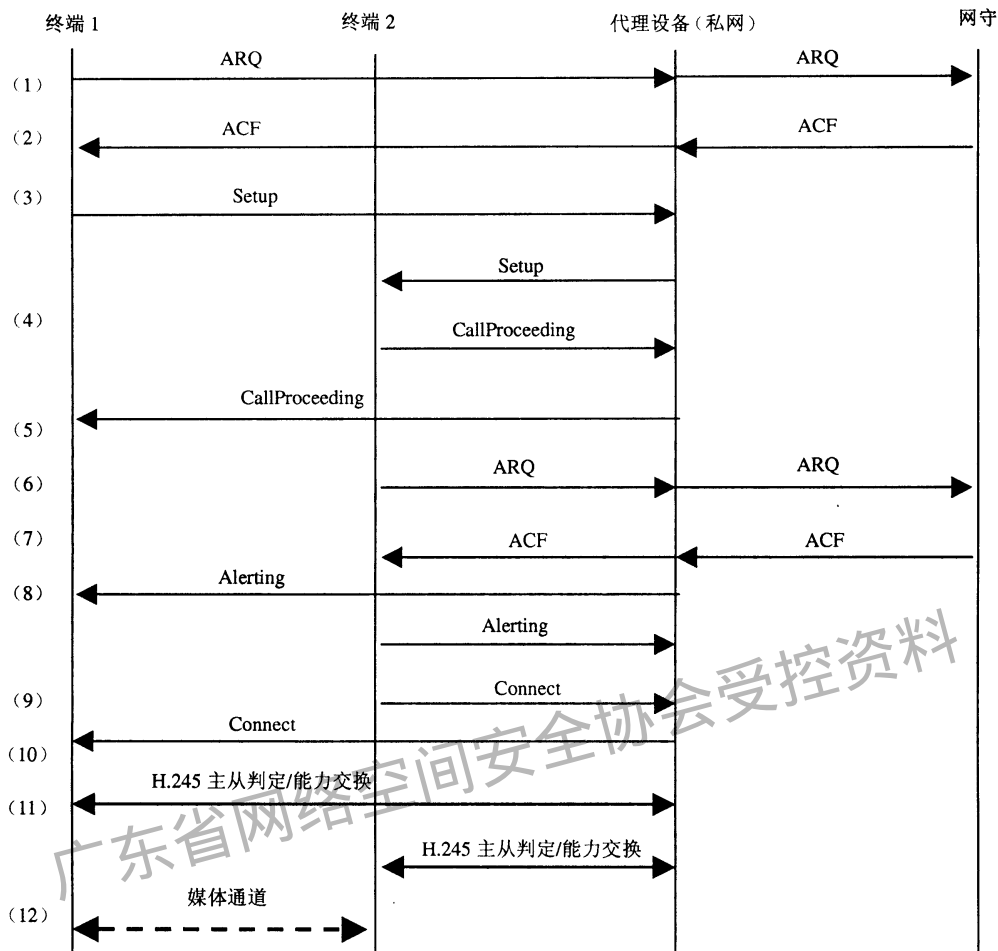 终端 1
终端 2
代理设备（私网）
网守
ARQ
ARQ
（1）
ACF
ACF
（2）
（3）
Setup
Setup
（4）
CallProceeding
CallProceeding
（5）
ARQ
ARQ
（6）
（7）
ACF
ACF
Alerting
（8）
Alerting
Connect
（9）
Connect
（10）
H.245 主从判定/能力交换
（11）
H.245 主从判定/能力交换
媒体通道
（12）
广东省网络空间安全协会受控资料